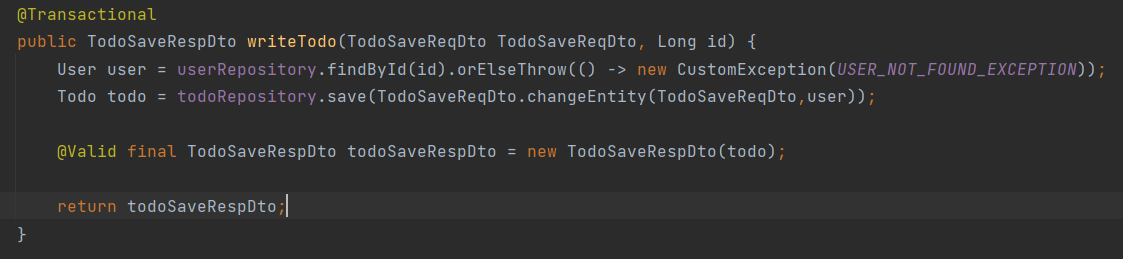 @Transactional
public TodoSaveRespDto writeTodo(TodoSaveReqDto TodoSaveReqDto, Long id) {
User user = userRepository.findById(id).orElseThrow(() -> new CustomException(USER_NOT_FOUND_EXCEPTION));
Todo todo = todoRepository.save(TodoSaveReqDto.changeEntity(TodoSaveReqDto,user));
@Valid final TodoSaveRespDto todoSaveRespDto = new TodoSaveRespDto(todo);
return todoSaveRespDto;
}